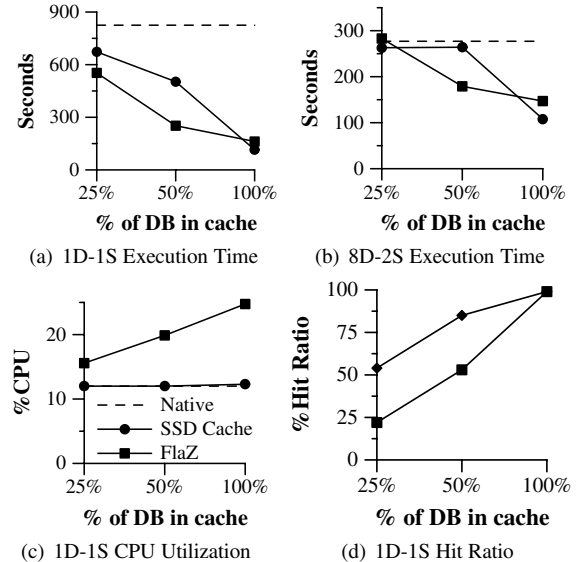 900
600
300
0
Seconds
25%
50%
100%
% of DB in cache
(a) 1D-1S Execution Time
300
200
100
0
Seconds
25%
50%
100%
% of DB in cache
(b) 8D-2S Execution Time
20
10
0
%CPU
Native
SSD Cache
FlaZ
25%
50%
100%
% of DB in cache
(c) 1D-1S CPU Utilization
100
75
50
25
0
%Hit Ratio
25%
50%
100%
% of DB in cache
(d) 1D-1S Hit Ratio